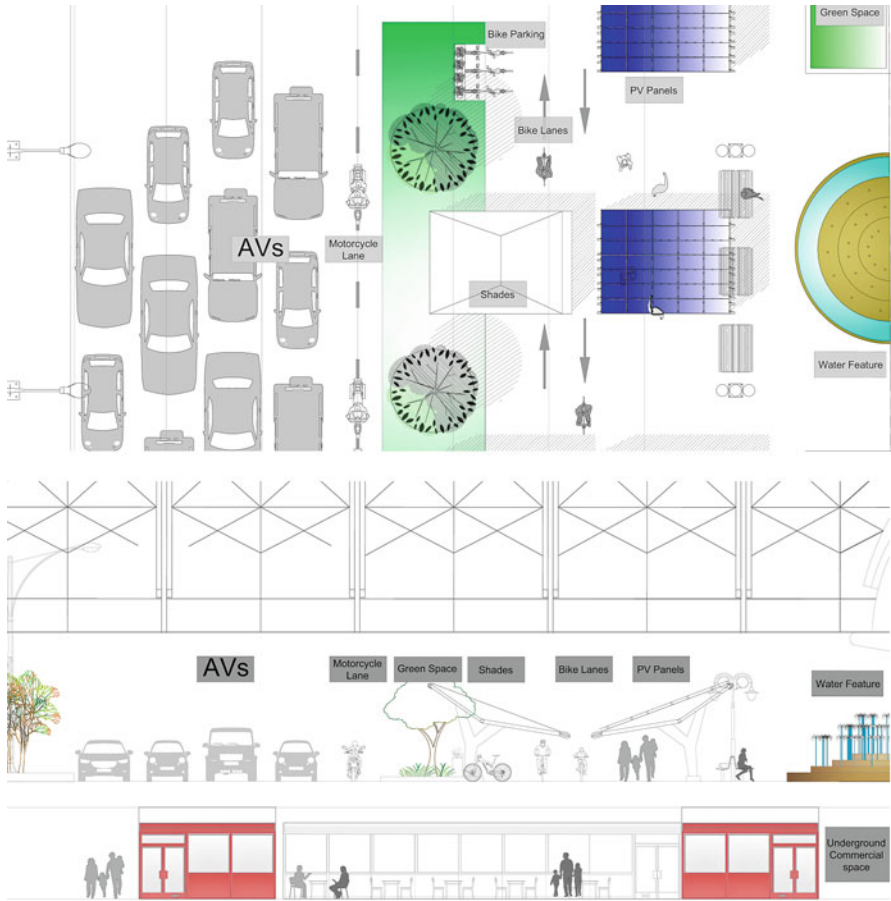 Green Space
Bike Parking
PV Panels
Bike Lanes
AVs
Motorcycle
Lane
Shades
Water Feature
AVs
Motorcycle
Lane
Green Space
Shades
Bike Lanes
PV Panels
Water Feature
Underground
Commercial
space